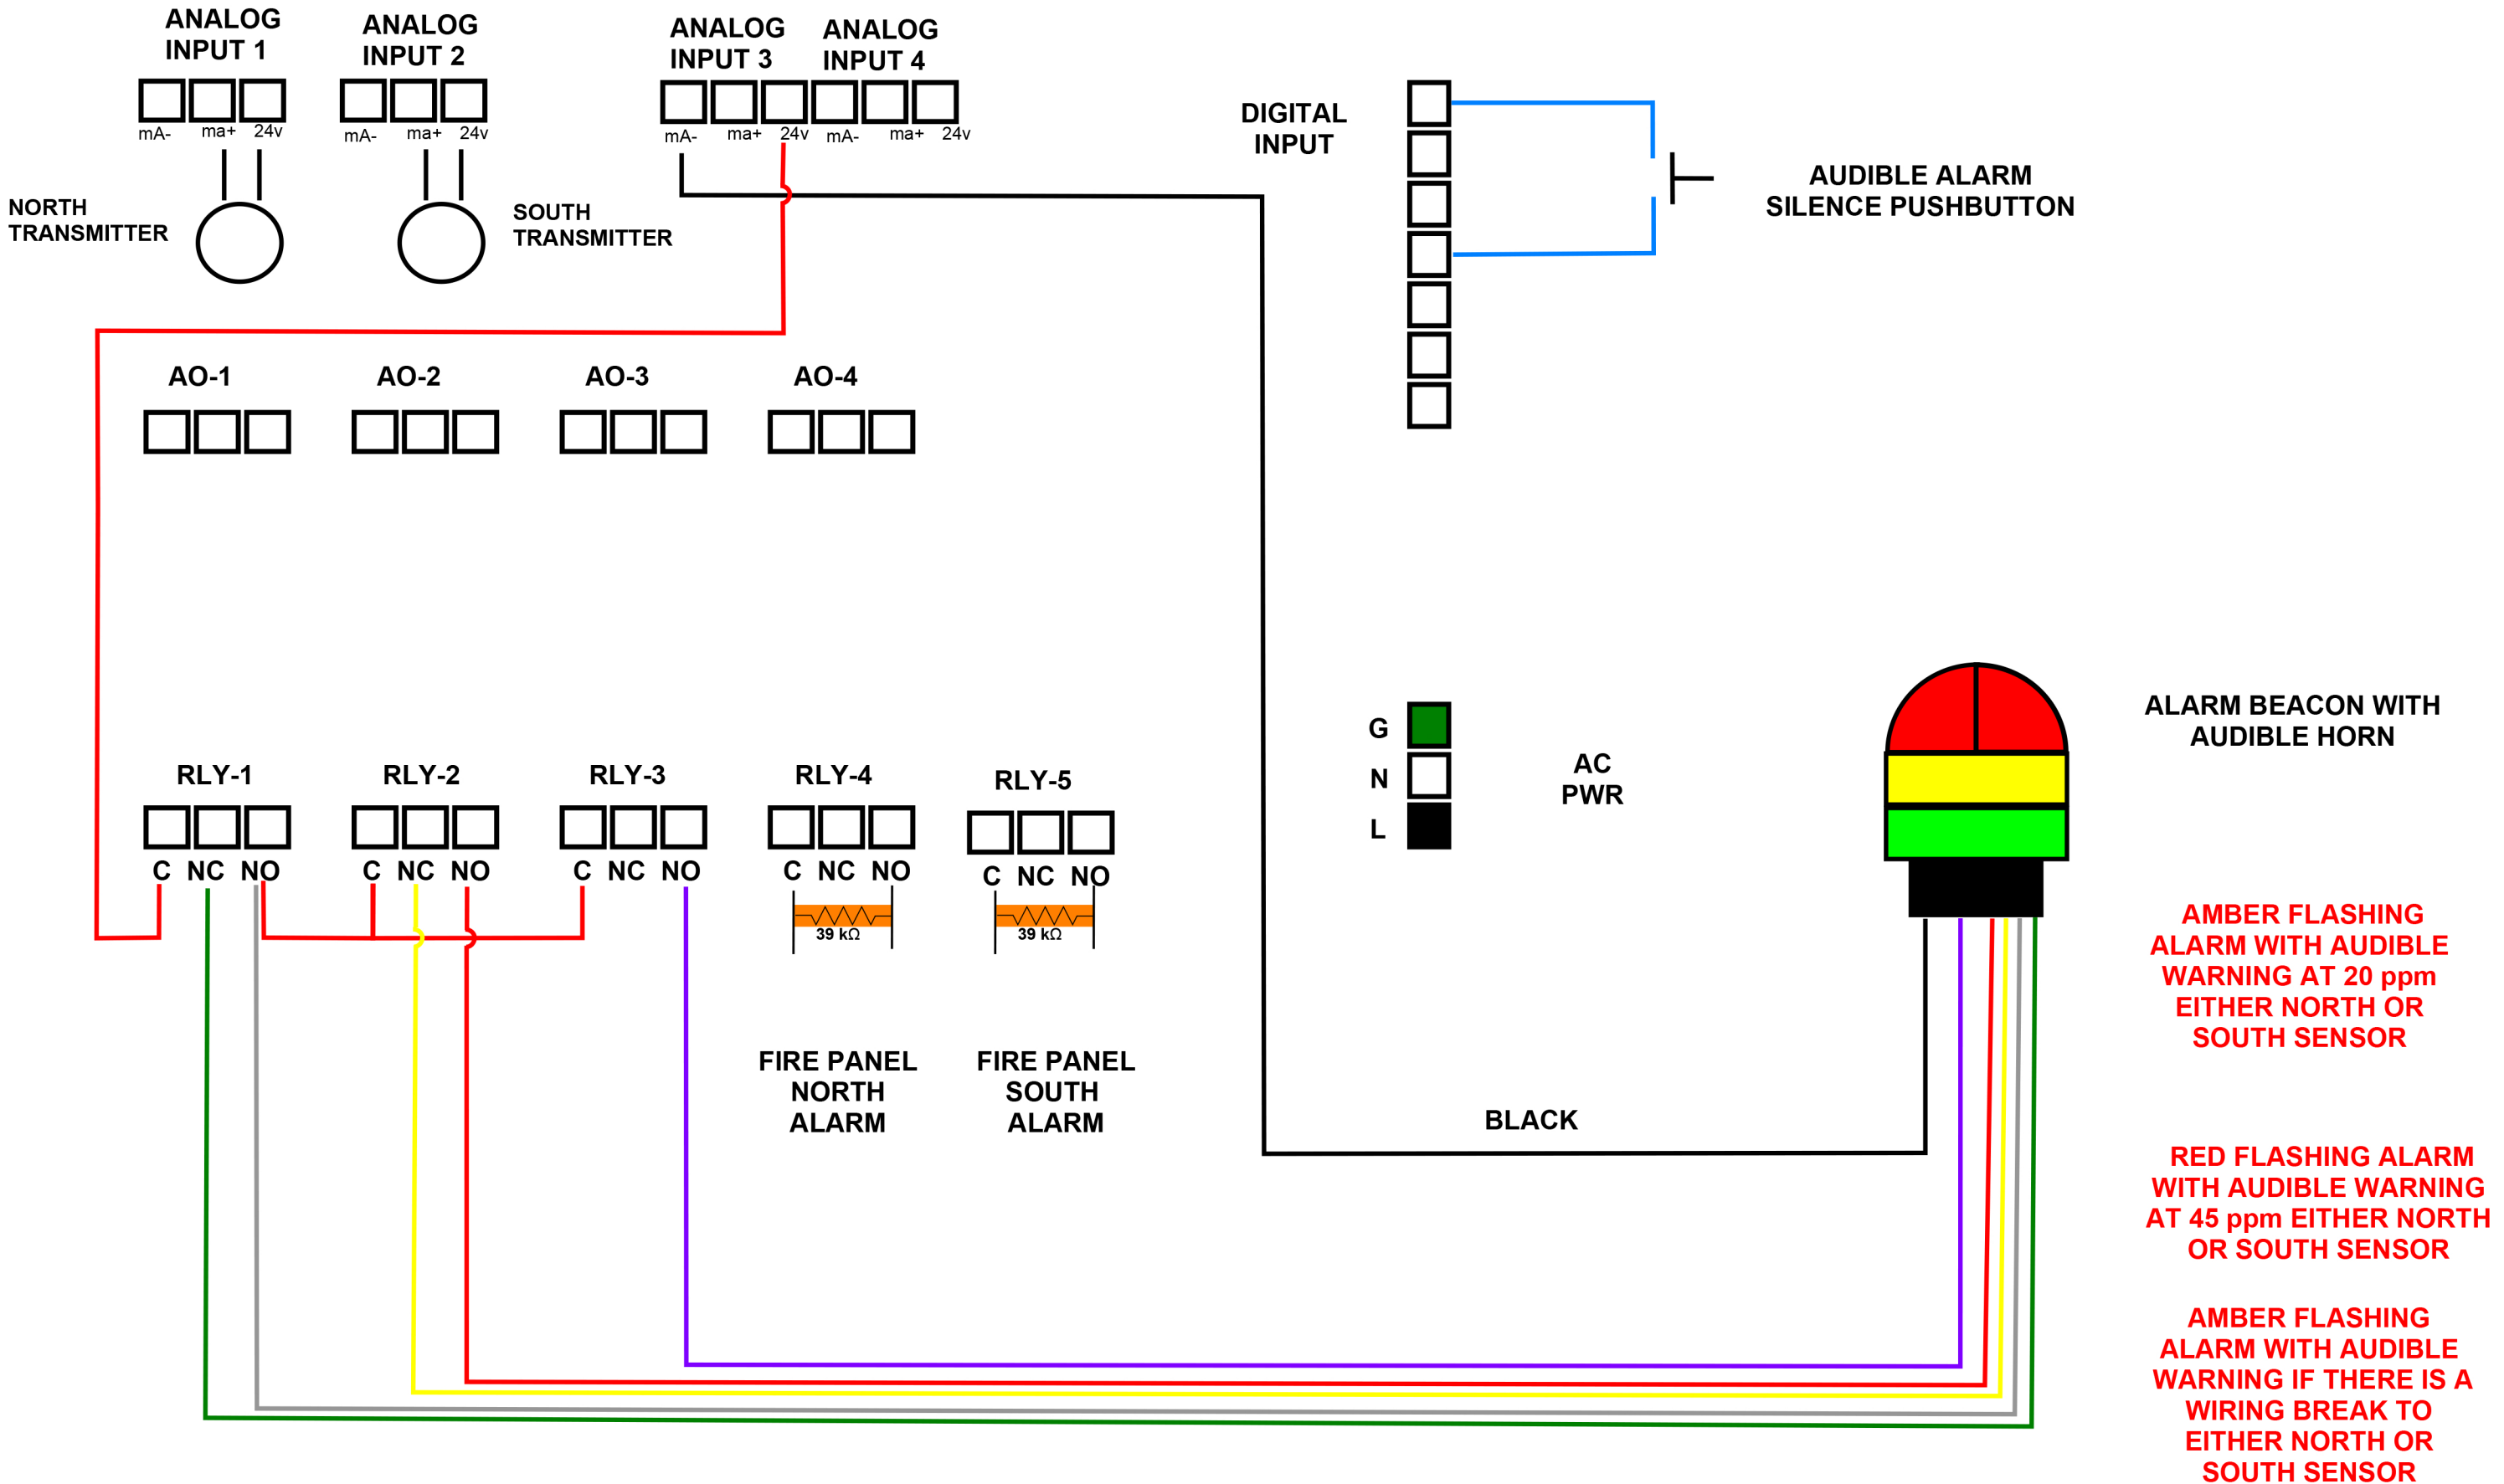 ANALOG
INPUT 1
ANALOG
INPUT 2
ANALOG
INPUT 3
ANALOG
INPUT 4
mA-
ma+
24v
mA-
ma+
24v
mA-
ma+
24v
mA-
ma+
24v
DIGITAL
INPUT
AUDIBLE ALARM
SILENCE PUSHBUTTON
NORTH
TRANSMITTER
SOUTH
TRANSMITTER
AO-1
AO-2
AO-3
AO-4
G
N
L
AC
PWR
ALARM BEACON WITH
AUDIBLE HORN
RLY-1
RLY-2
RLY-3
RLY-4
RLY-5
C NC NO
C NC NO
C NC NO
C NC NO
C NC NO
39 kΩ
39 kΩ
FIRE PANEL
NORTH
ALARM
FIRE PANEL
SOUTH
ALARM
BLACK
AMBER FLASHING
ALARM WITH AUDIBLE
WARNING AT 20 ppm
EITHER NORTH OR
SOUTH SENSOR
RED FLASHING ALARM
WITH AUDIBLE WARNING
AT 45 ppm EITHER NORTH
OR SOUTH SENSOR
AMBER FLASHING
ALARM WITH AUDIBLE
WARNING IF THERE IS A
WIRING BREAK TO
EITHER NORTH OR
SOUTH SENSOR